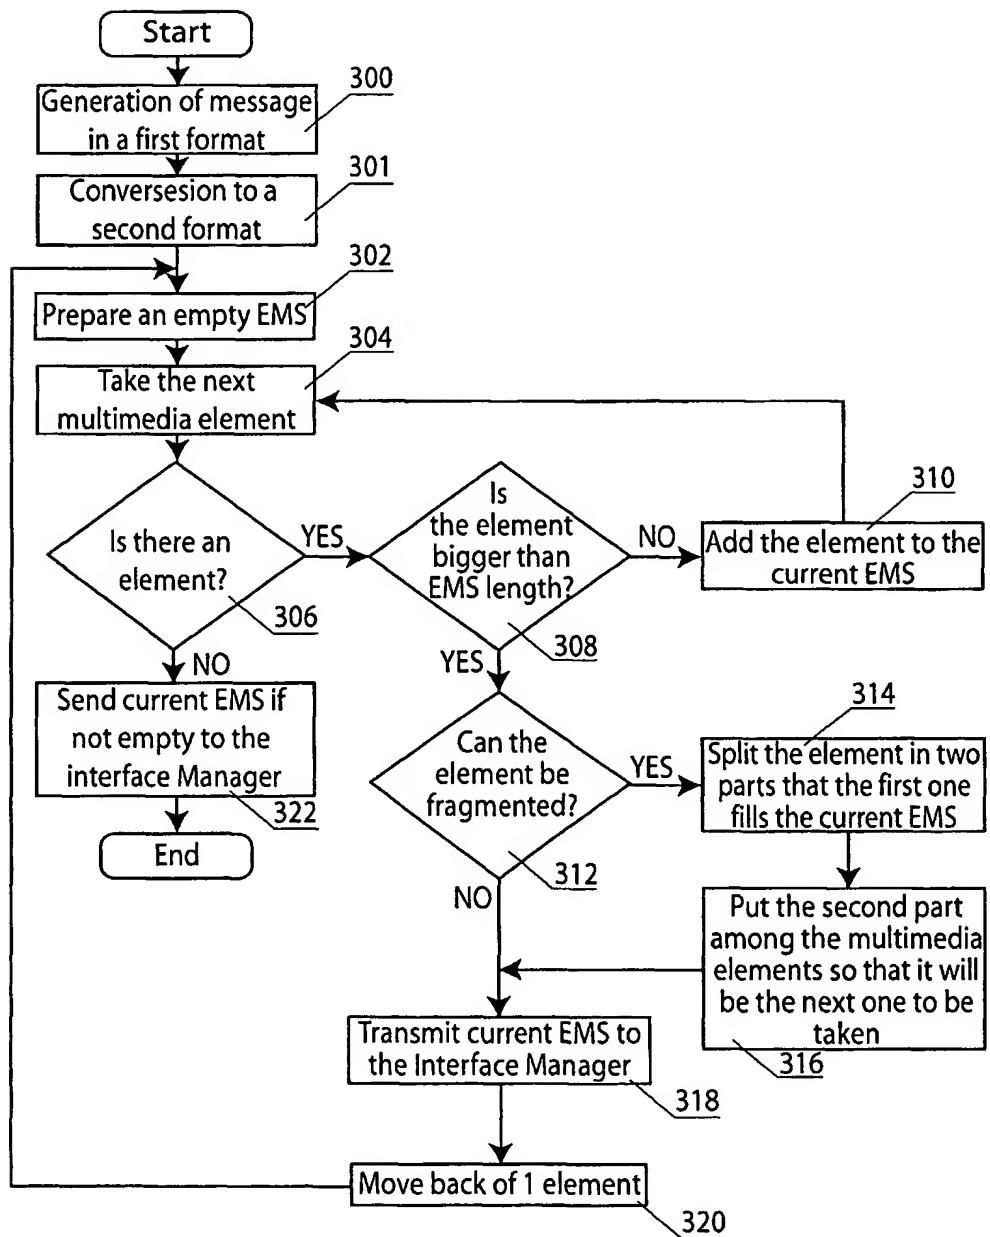 Start
300
Generation of message
in a first format
301
Conversesion to a
second format
302
Prepare an empty EMS
304
Take the next
multimedia element
Is there an
element?
306
YES
Is
the element
bigger than
EMS length?
308
NO
310
Add the element to the
current EMS
NO
Send current EMS if
not empty to the
interface Manager
322
End
YES
Can the
element be
fragmented?
312
YES
314
Split the element in two
parts that the first one
fills the current EMS
NO
Put the second part
among the multimedia
elements so that it will
be the next one to be
taken
316
Transmit current EMS to
the Interface Manager
318
Move back of 1 element
320